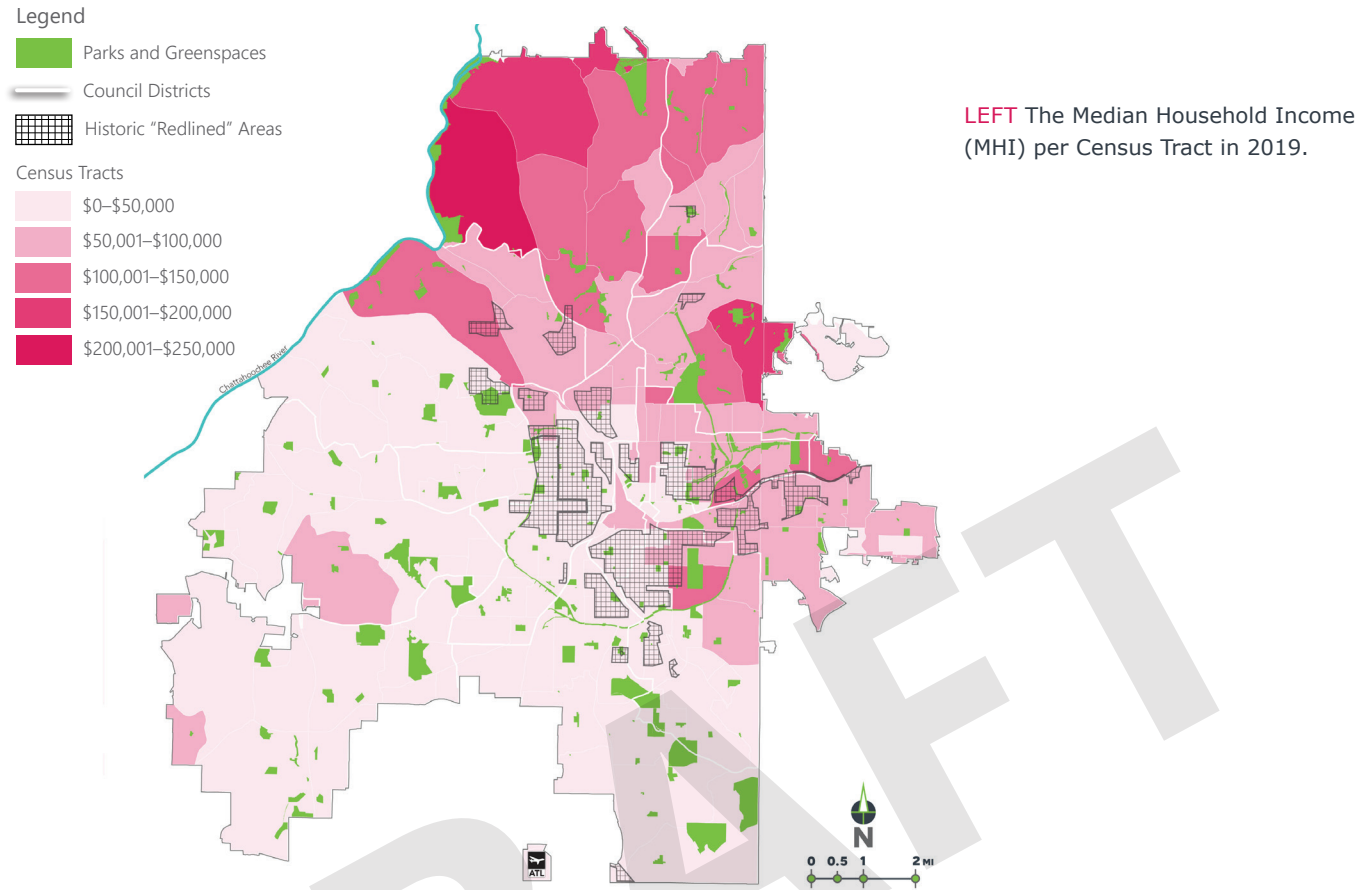 Legend
Parks and Greenspaces
Council Districts
Historic "Redlined" Areas
Census Tracts
$0–$50,000
$50,001–$100,000
$100,001–$150,000
$150,001–$200,000
$200,001–$250,000
Chattahoochee River
LEFT The Median Household Income
(MHI) per Census Tract in 2019.
ATL
N
0 0.5 1 2 MI
DRAFT